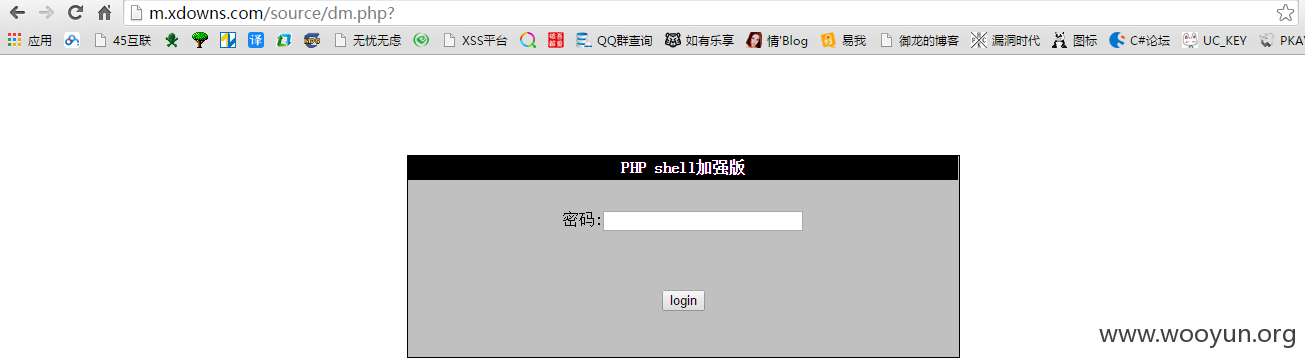 m.xdowns.com/source/dm.php?
应用 45互联 无忧无虑 XSS平台 QQ群查询 如有乐享 情'Blog 易我 御龙的博客 漏洞时代 图标 C#论坛 UC_KEY
PHP shell加强版
密码:
login
www.wooyun.org